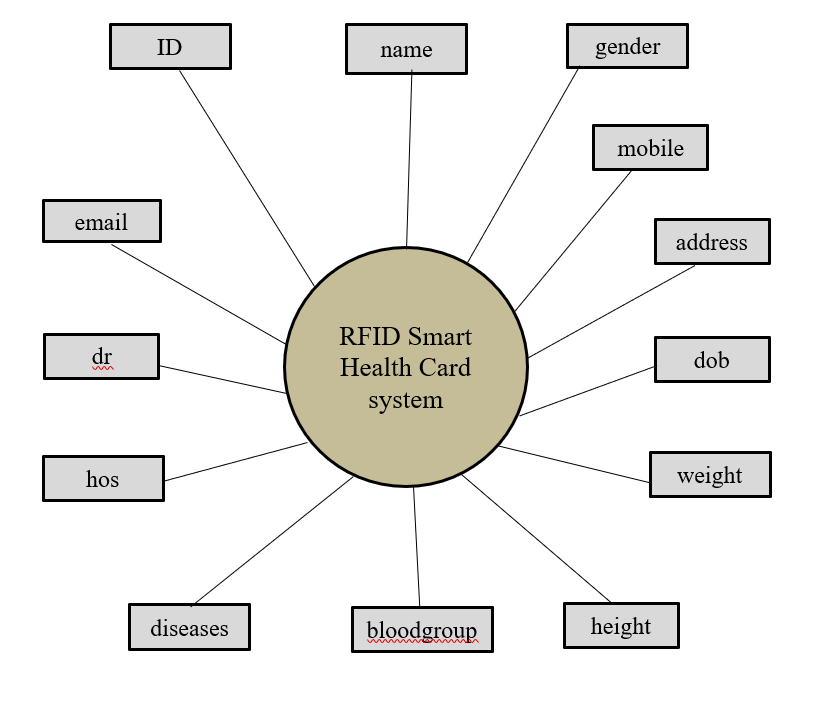 ID
name
gender
mobile
email
address
RFID Smart
Health Card
system
dr
dob
hos
weight
diseases
bloodgroup
height